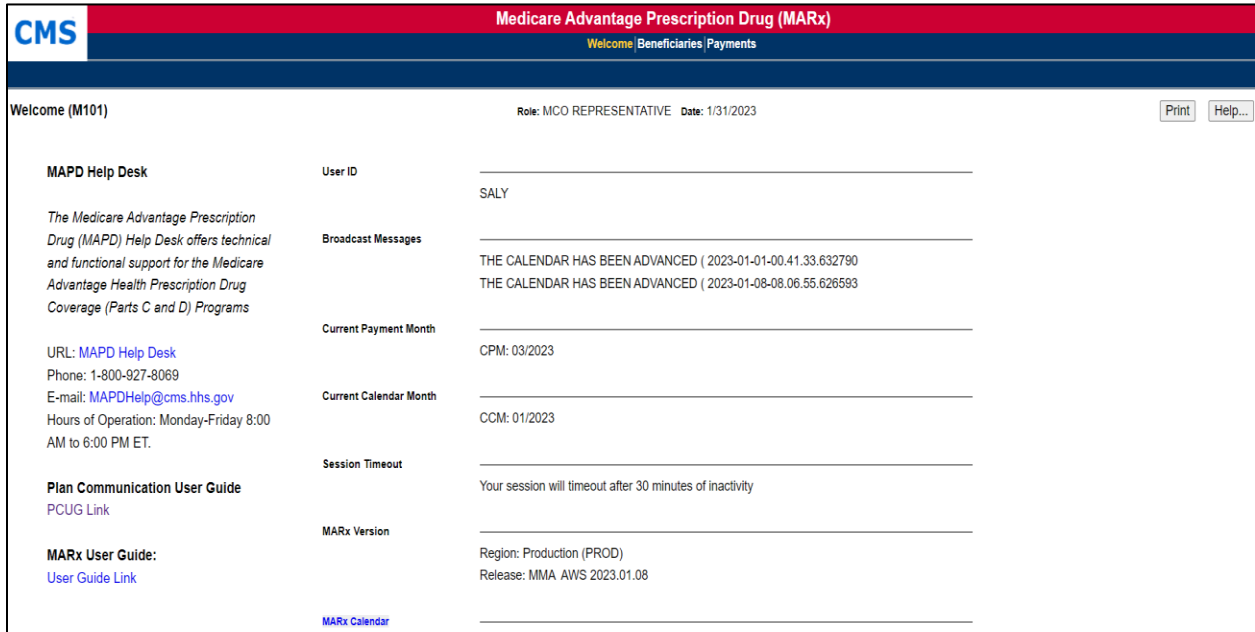 CMS
Medicare Advantage Prescription Drug (MARx)
Welcome|Beneficiaries|Payments
Welcome (M101)
Role: MCO REPRESENTATIVE Date: 1/31/2023
Print
Help...
MAPD Help Desk
The Medicare Advantage Prescription
Drug (MAPD) Help Desk offers technical
and functional support for the Medicare
Advantage Health Prescription Drug
Coverage (Parts C and D) Programs
URL: MAPD Help Desk
Phone: 1-800-927-8069
E-mail: MAPDHelp@cms.hhs.gov
Hours of Operation: Monday-Friday 8:00
AM to 6:00 PM ET.
Plan Communication User Guide
PCUG Link
MARx User Guide:
User Guide Link
User ID
SALY
Broadcast Messages
THE CALENDAR HAS BEEN ADVANCED ( 2023-01-01-00.41.33.632790
THE CALENDAR HAS BEEN ADVANCED ( 2023-01-08-08.06.55.626593
Current Payment Month
CPM: 03/2023
Current Calendar Month
CCM: 01/2023
Session Timeout
Your session will timeout after 30 minutes of inactivity
MARx Version
Region: Production (PROD)
Release: MMA AWS 2023.01.08
MARx Calendar